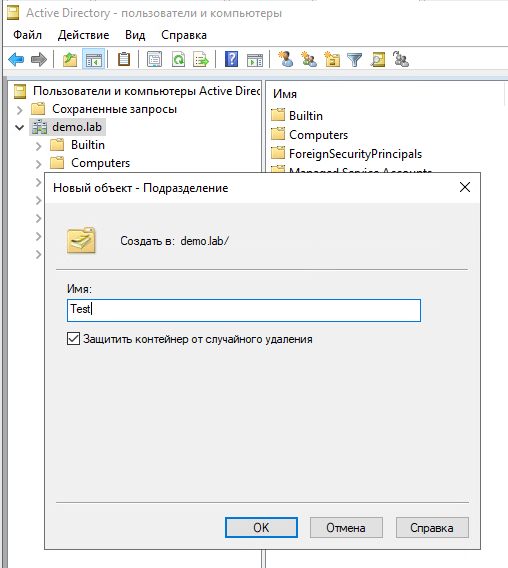 Active Directory - пользователи и компьютеры
Файл Действие Вид Справка
Пользователи и компьютеры Active Direc
Сохраненные запросы
demo.lab
Builtin
Computers
Имя
Builtin
Computers
ForeignSecurityPrincipals
Managed Service Accounts
Новый объект - Подразделение
Создать в: demo.lab/
Имя:
Test
Защитить контейнер от случайного удаления
OK Отмена Справка